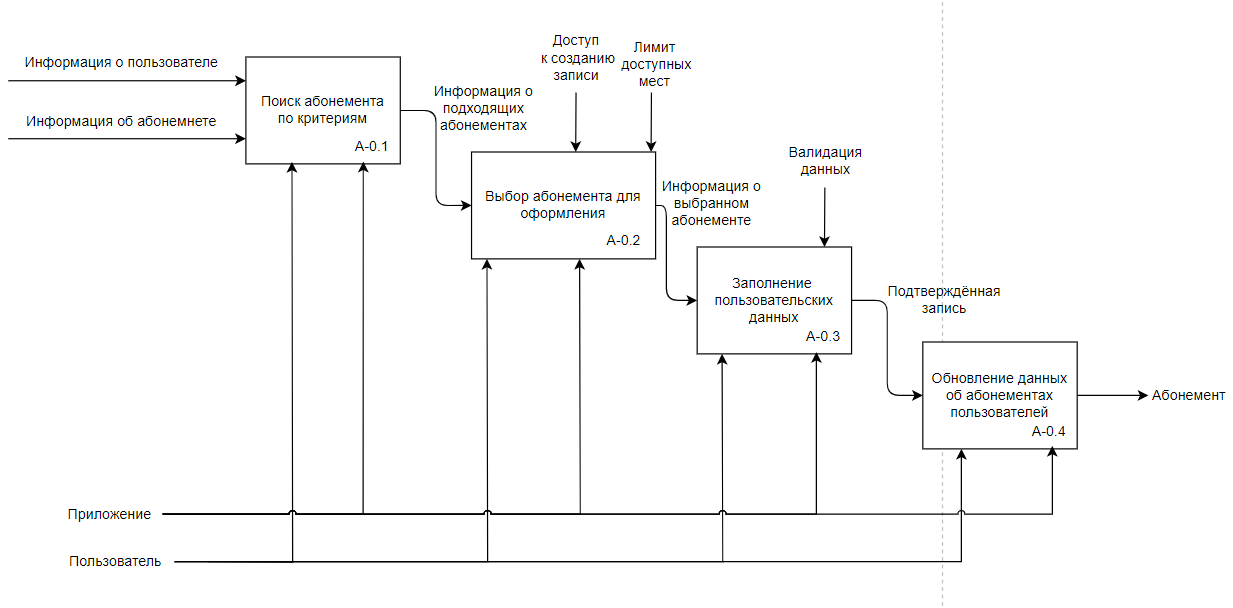 Информация о пользователе
Информация об абонемнете
Поиск абонемента
по критериям
А-0.1
Информация о
подходящих
абонементах
Доступ
к созданию
записи
Лимит
доступных
мест
Выбор абонемента для
оформления
А-0.2
Информация о
выбранном
абонементе
Валидация
данных
Заполнение
пользовательских
данных
А-0.3
Подтверждённая
запись
Обновление данных
об абонементах
пользователей
А-0.4
Абонемент
Приложение
Пользователь